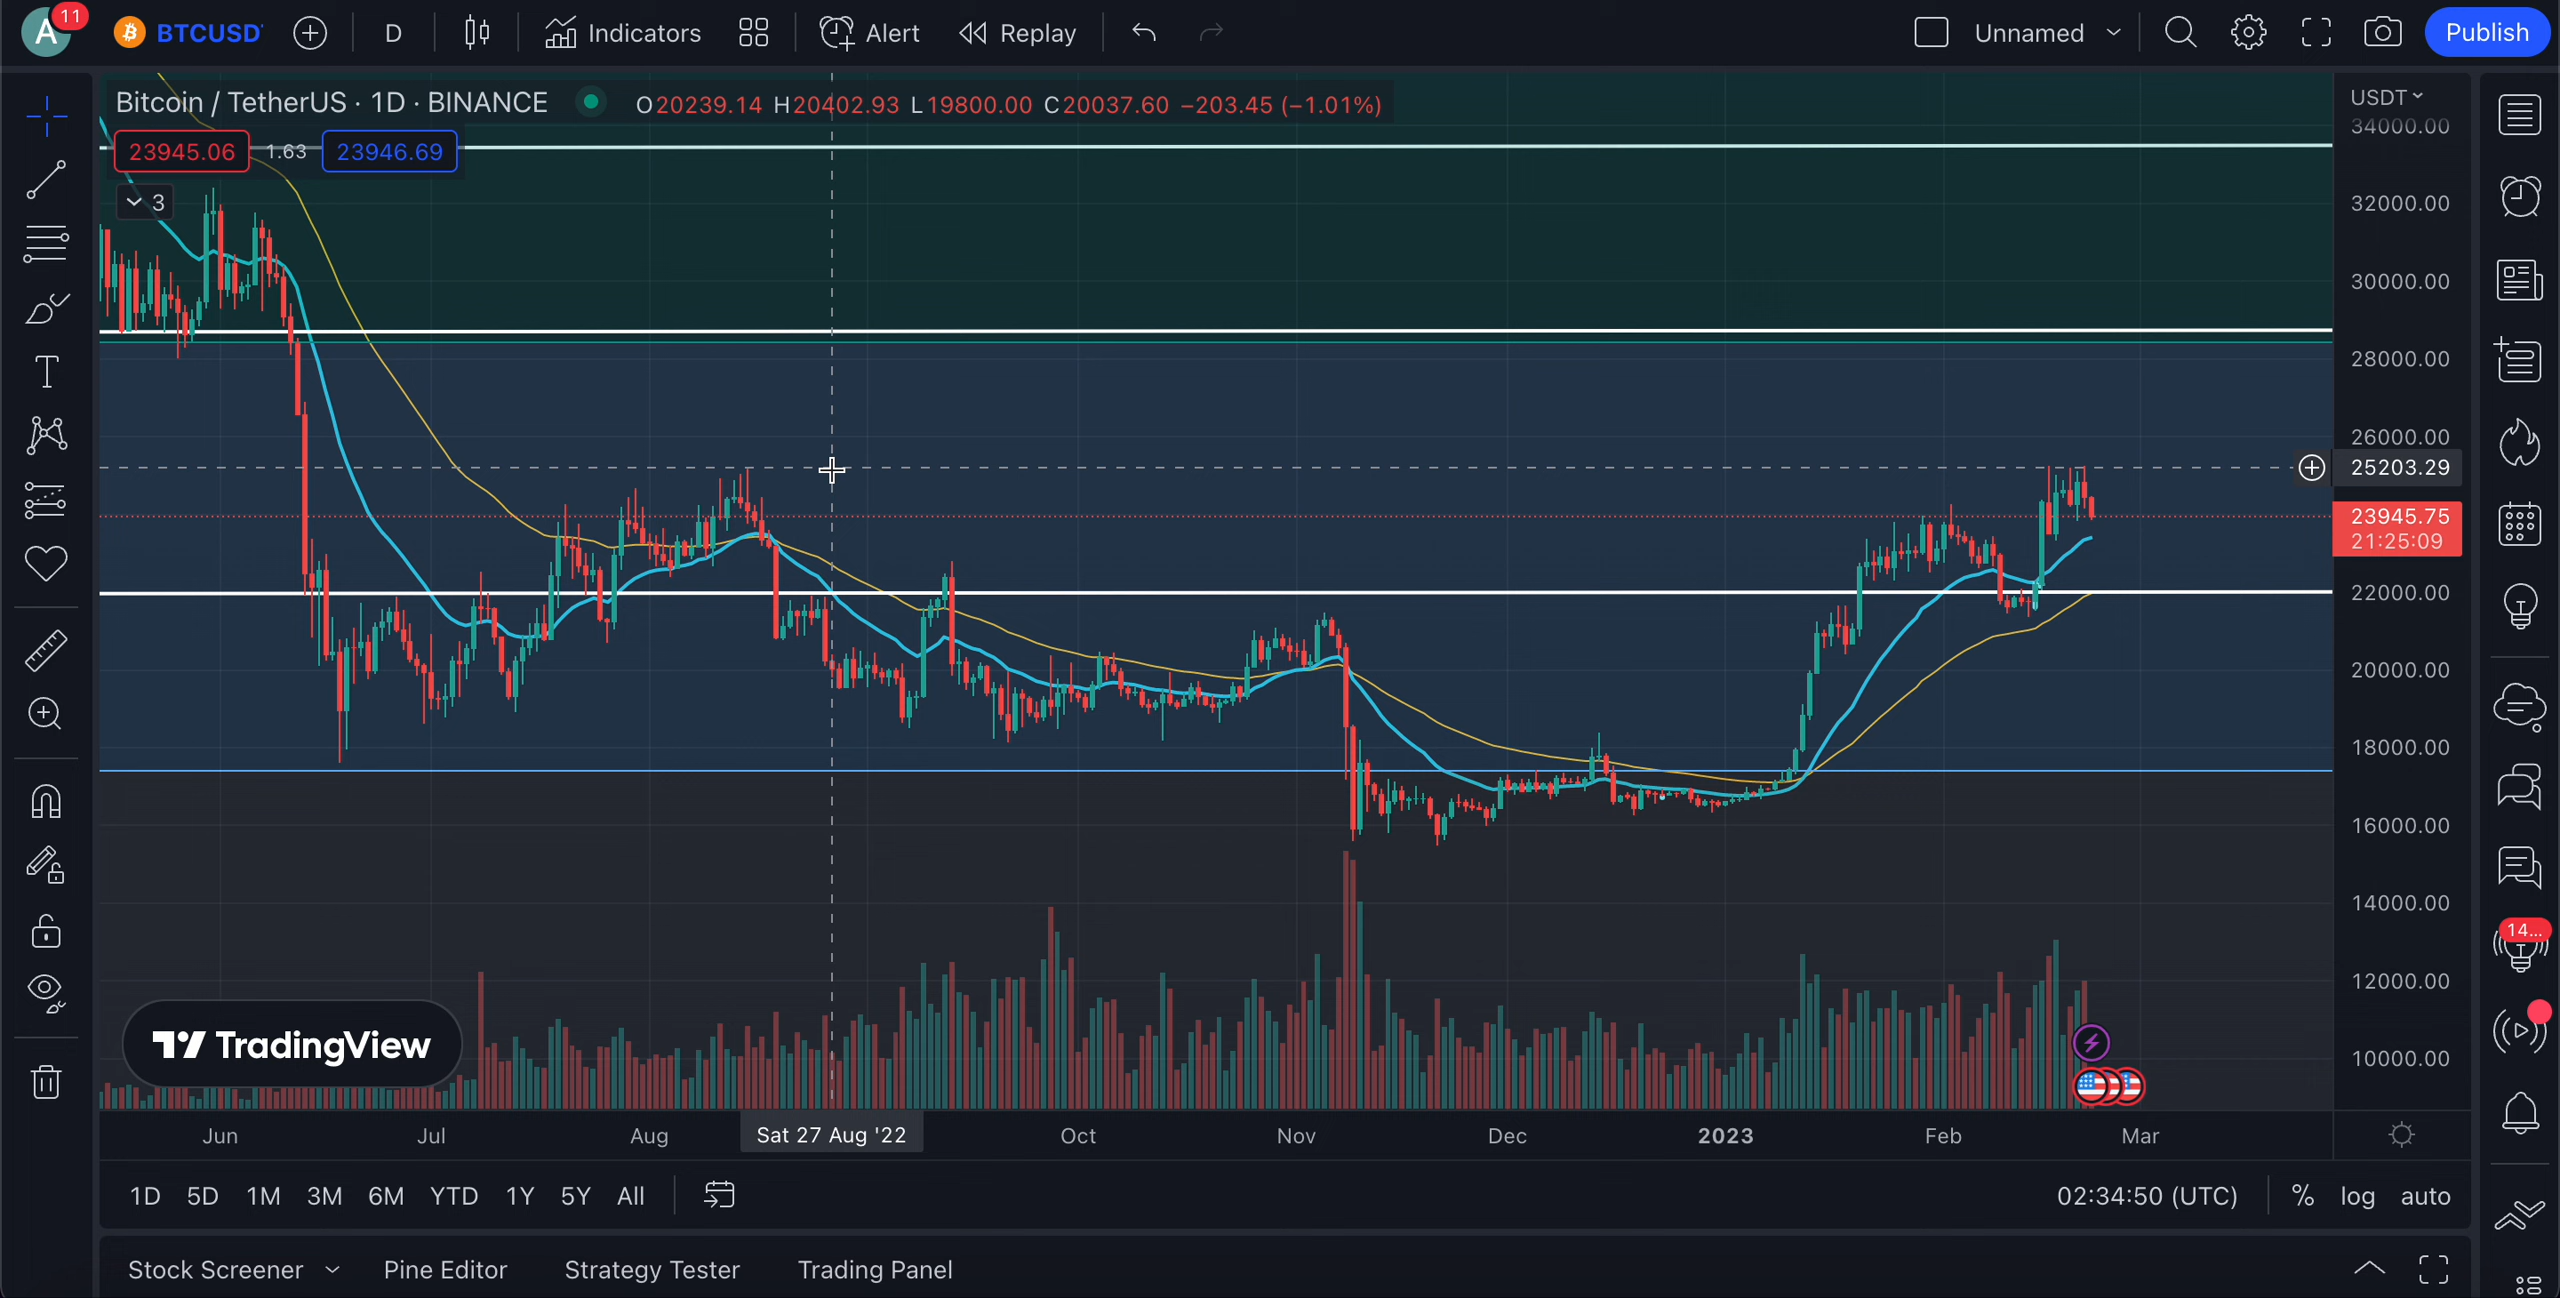 A 11 BTCUSD D Indicators Alert Replay Unnamed Publish
Bitcoin / TetherUS · 1D · BINANCE O20239.14 H20402.93 L19800.00 C20037.60 −203.45 (−1.01%)
USDT
23945.06 1.63 23946.69
3
34000.00
32000.00
30000.00
28000.00
26000.00
25203.29
23945.75
21:25:09
22000.00
20000.00
18000.00
16000.00
14000.00
12000.00
10000.00
14...
TradingView
Jun Jul Aug Sat 27 Aug '22 Oct Nov Dec 2023 Feb Mar
1D 5D 1M 3M 6M YTD 1Y 5Y All 02:34:50 (UTC) % log auto
Stock Screener Pine Editor Strategy Tester Trading Panel